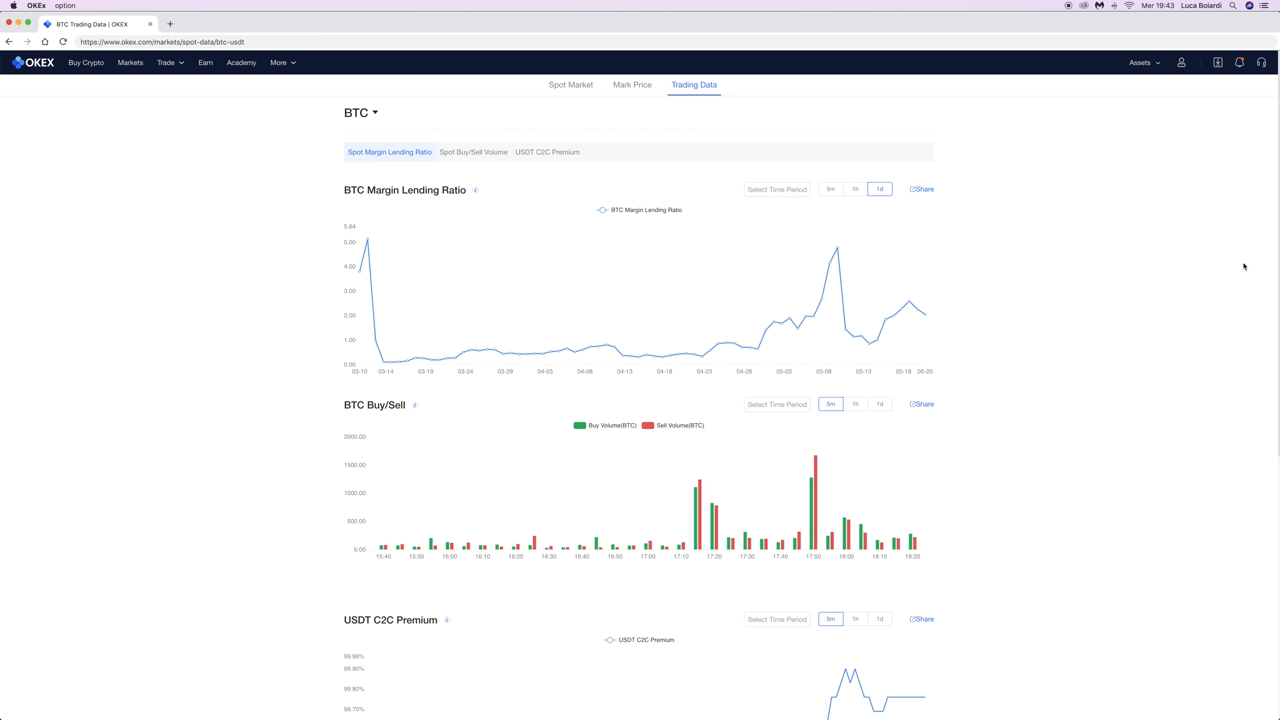 OKEx option Mer 19:43 Luca Boiardi
BTC Trading Data | OKEX
https://www.okex.com/markets/spot-data/btc-usdt
OKEX Buy Crypto Markets Trade Earn Academy More Assets
Spot Market Mark Price Trading Data
BTC
Spot Margin Lending Ratio Spot Buy/Sell Volume USDT C2C Premium
BTC Margin Lending Ratio i Select Time Period 5m 1h 1d Share
BTC Margin Lending Ratio
5.64
5.00
4.00
3.00
2.00
1.00
0.00
03-10 03-14 03-19 03-24 03-29 04-03 04-08 04-13 04-18 04-23 04-28 05-03 05-08 05-13 05-18 05-20
BTC Buy/Sell i Select Time Period 5m 1h 1d Share
Buy Volume(BTC) Sell Volume(BTC)
2000.00
1500.00
1000.00
500.00
0.00
15:40 15:50 16:00 16:10 16:20 16:30 16:40 16:50 17:00 17:10 17:20 17:30 17:40 17:50 18:00 18:10 18:20
USDT C2C Premium i Select Time Period 5m 1h 1d Share
USDT C2C Premium
99.96%
99.90%
99.80%
99.70%